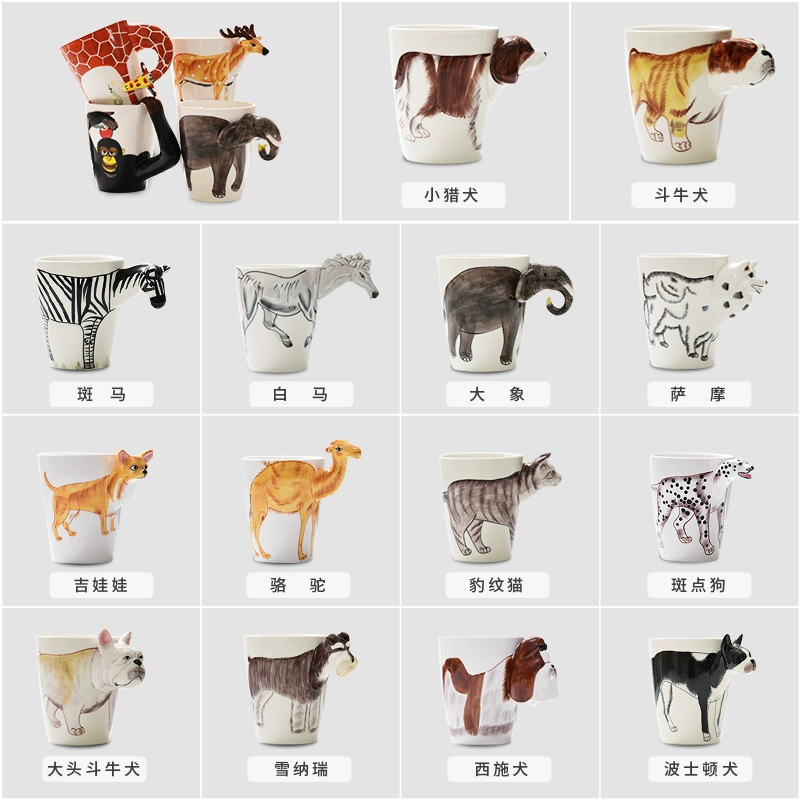 小猎犬
斗牛犬
斑 马
白 马
大 象
萨 摩
吉娃娃
骆 驼
豹纹猫
斑点狗
大头斗牛犬
雪纳瑞
西施犬
波士顿犬